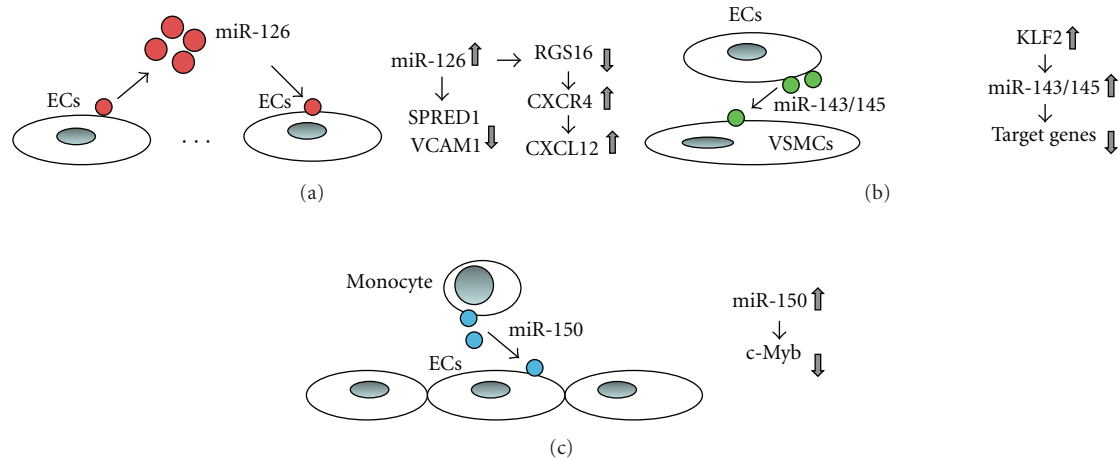 miR-126
ECs
ECs
. . .
miR-126
SPRED1
VCAM1
RGS16
CXCR4
CXCL12
(a)
ECs
miR-143/145
VSMCs
KLF2
miR-143/145
Target genes
(b)
Monocyte
miR-150
ECs
miR-150
c-Myb
(c)